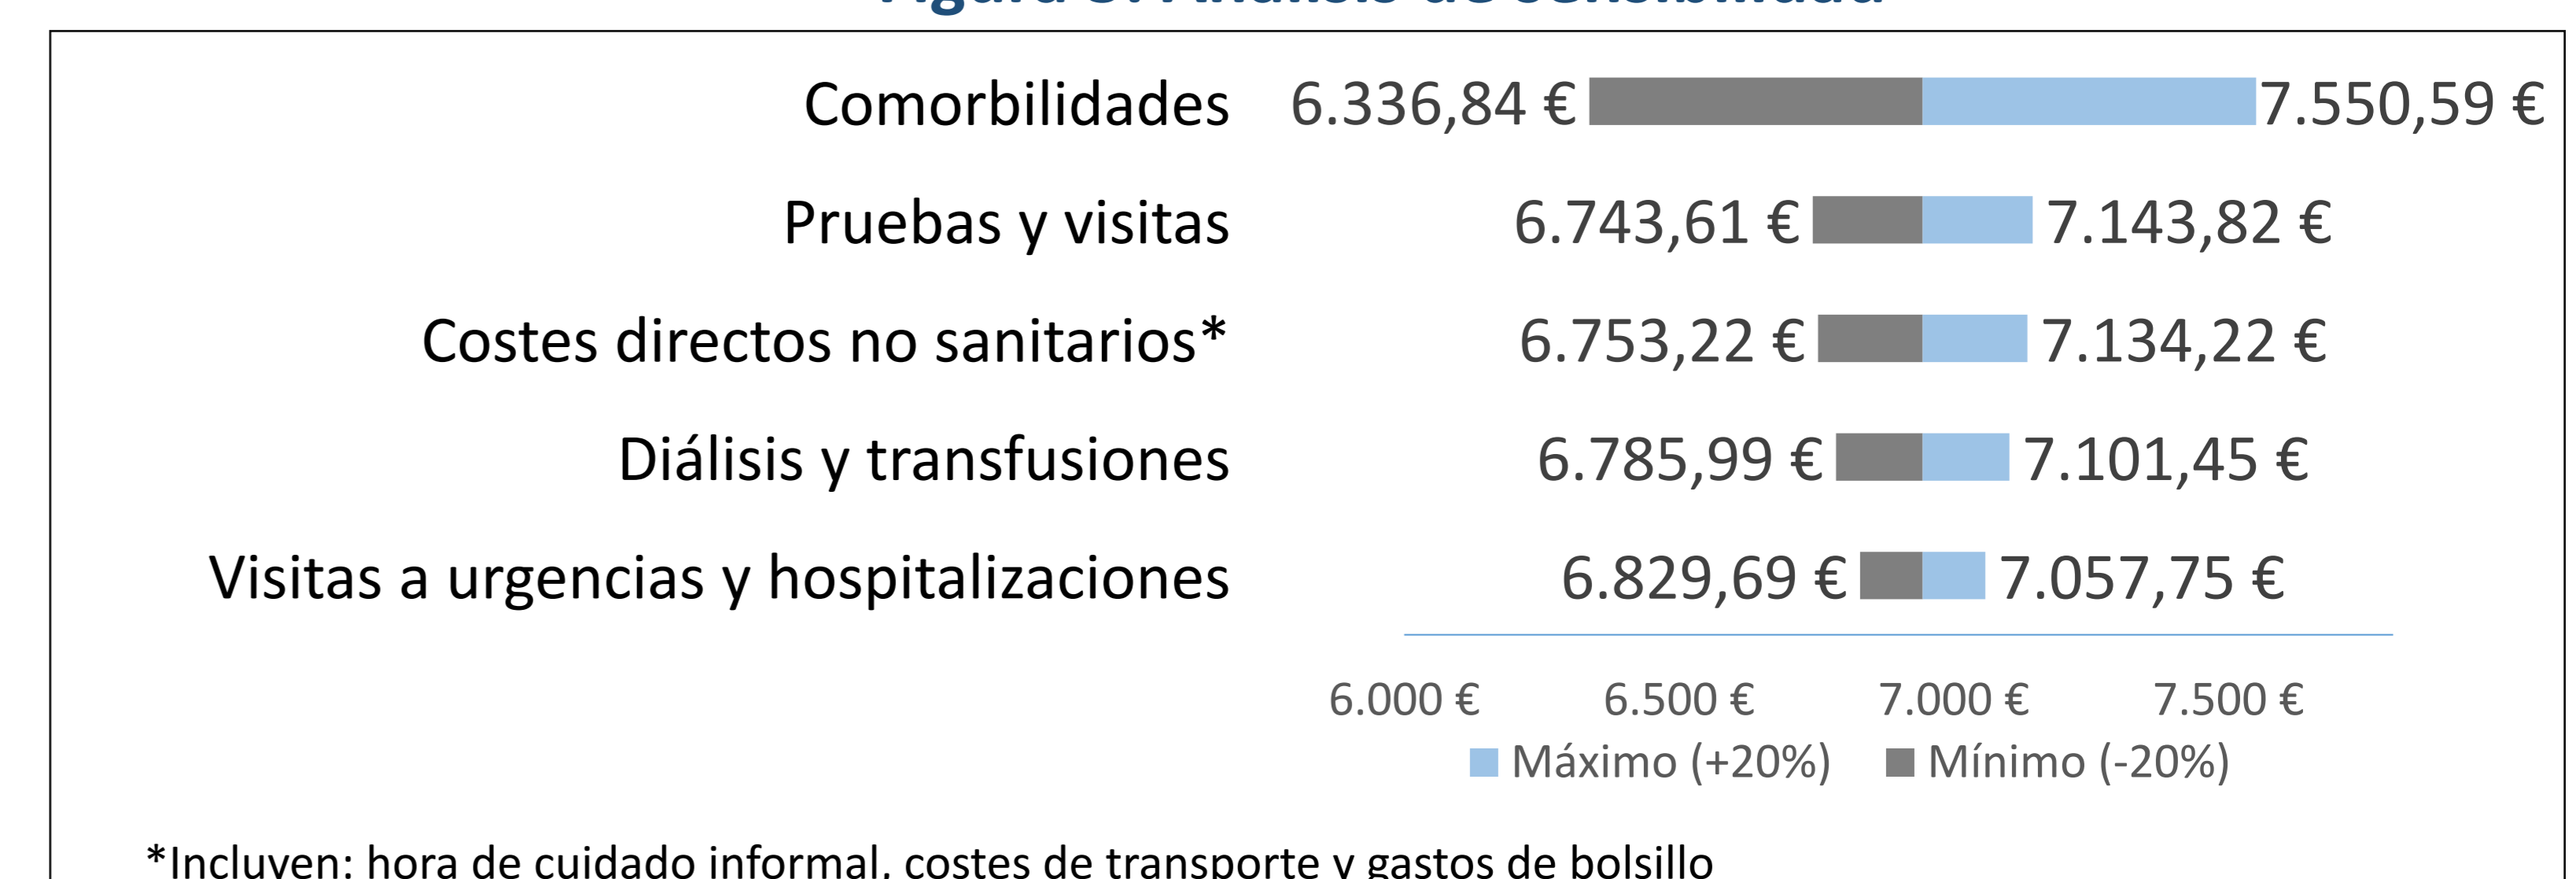 Comorbilidades 6.336,84 € 7.550,59 €
Pruebas y visitas 6.743,61 € 7.143,82 €
Costes directos no sanitarios* 6.753,22 € 7.134,22 €
Diálisis y transfusiones 6.785,99 € 7.101,45 €
Visitas a urgencias y hospitalizaciones 6.829,69 € 7.057,75 €
6.000 € 6.500 € 7.000 € 7.500 €
Máximo (+20%) Mínimo (-20%)
*Incluyen: hora de cuidado informal, costes de transporte y gastos de bolsillo